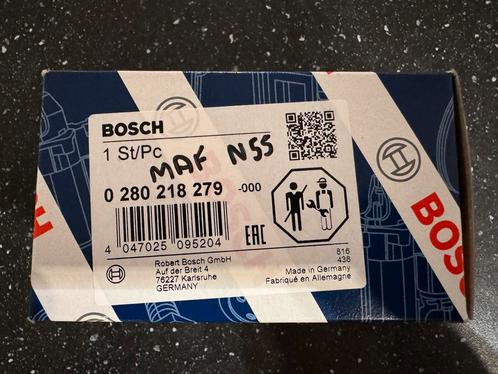 BOSCH
1 St/Pc
MAF NSS
0 280 218 279 -000
4 047025 095204
EAC
Robert Bosch GmbH
Auf der Breit 4
76227 Karlsruhe
GERMANY
816
438
Made in Germany
Fabriqué en Allemagne
BOSCH